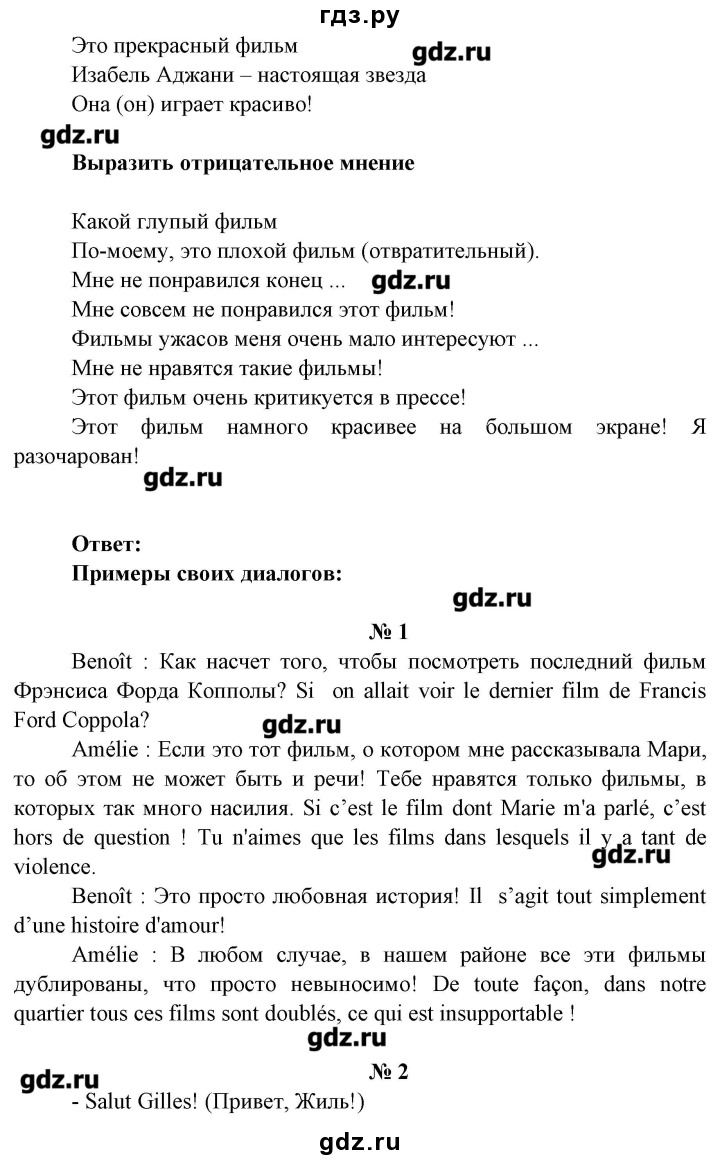 гдз.ру
Это прекрасный фильм
gdz.ru
Изабель Аджани – настоящая звезда
Она (он) играет красиво!
gdz.ru
Выразить отрицательное мнение
Какой глупый фильм
По-моему, это плохой фильм (отвратительный).
Мне не понравился конец ...
gdz.ru
Мне совсем не понравился этот фильм!
Фильмы ужасов меня очень мало интересуют ...
Мне не нравятся такие фильмы!
Этот фильм очень критикуется в прессе!
Этот фильм намного красивее на большом экране! Я
разочарован!
gdz.ru
Ответ:
Примеры своих диалогов:
gdz.ru
№ 1
Benoît : Как насчет того, чтобы посмотреть последний фильм
Фрэнсиса Форда Копполы? Si on allait voir le dernier film de Francis
Ford Coppola?
gdz.ru
Amélie : Если это тот фильм, о котором мне рассказывала Мари,
то об этом не может быть и речи! Тебе нравятся только фильмы, в
которых так много насилия. Si c’est le film dont Marie m'a parlé, c’est
hors de question ! Tu n'aimes que les films dans lesquels il y a tant de
violence.
gdz.ru
Benoît : Это просто любовная история! Il s’agit tout simplement
d’une histoire d'amour!
Amélie : В любом случае, в нашем районе все эти фильмы
дублированы, что просто невыносимо! De toute façon, dans notre
quartier tous ces films sont doublés, ce qui est insupportable !
gdz.ru
№ 2
gdz.ru
- Salut Gilles! (Привет, Жиль!)
gdz.ru